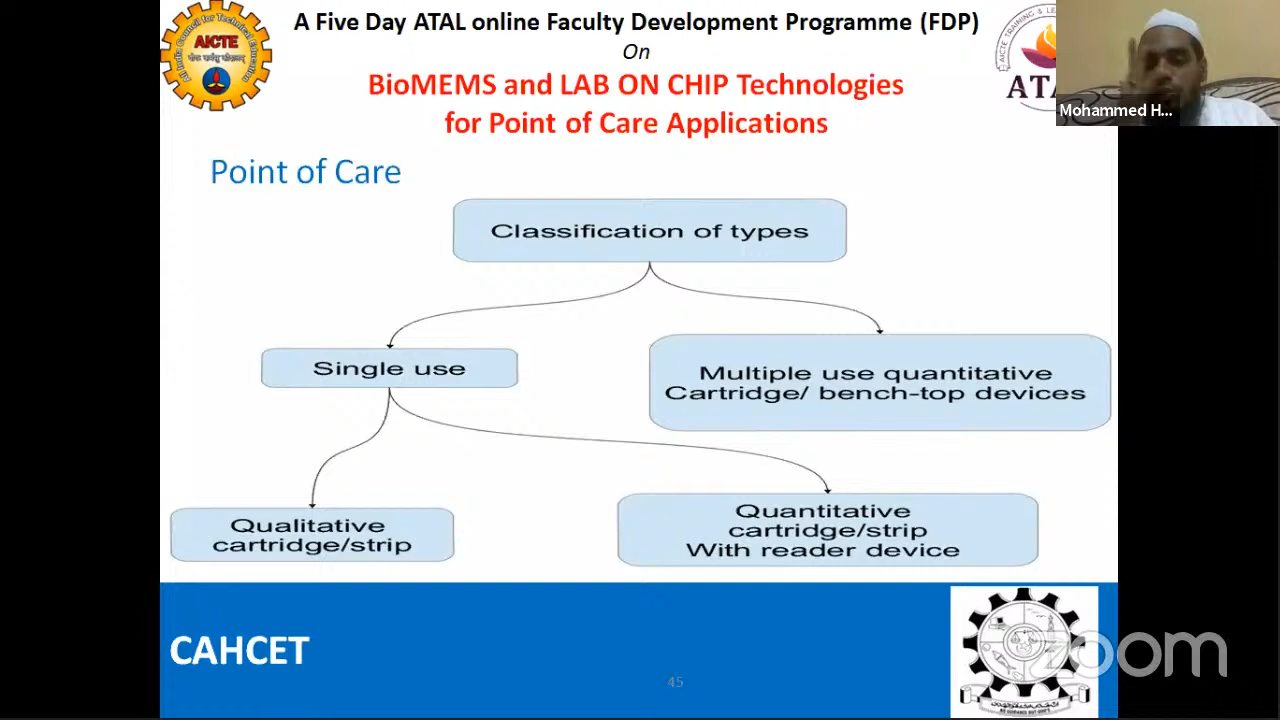 A Five Day ATAL online Faculty Development Programme (FDP)
On
BioMEMS and LAB ON CHIP Technologies
for Point of Care Applications
AICTE
Mohammed H...
Point of Care
Classification of types
Single use
Multiple use quantitative
Cartridge/ bench-top devices
Qualitative
cartridge/strip
Quantitative
cartridge/strip
With reader device
CAHCET
45
zoom